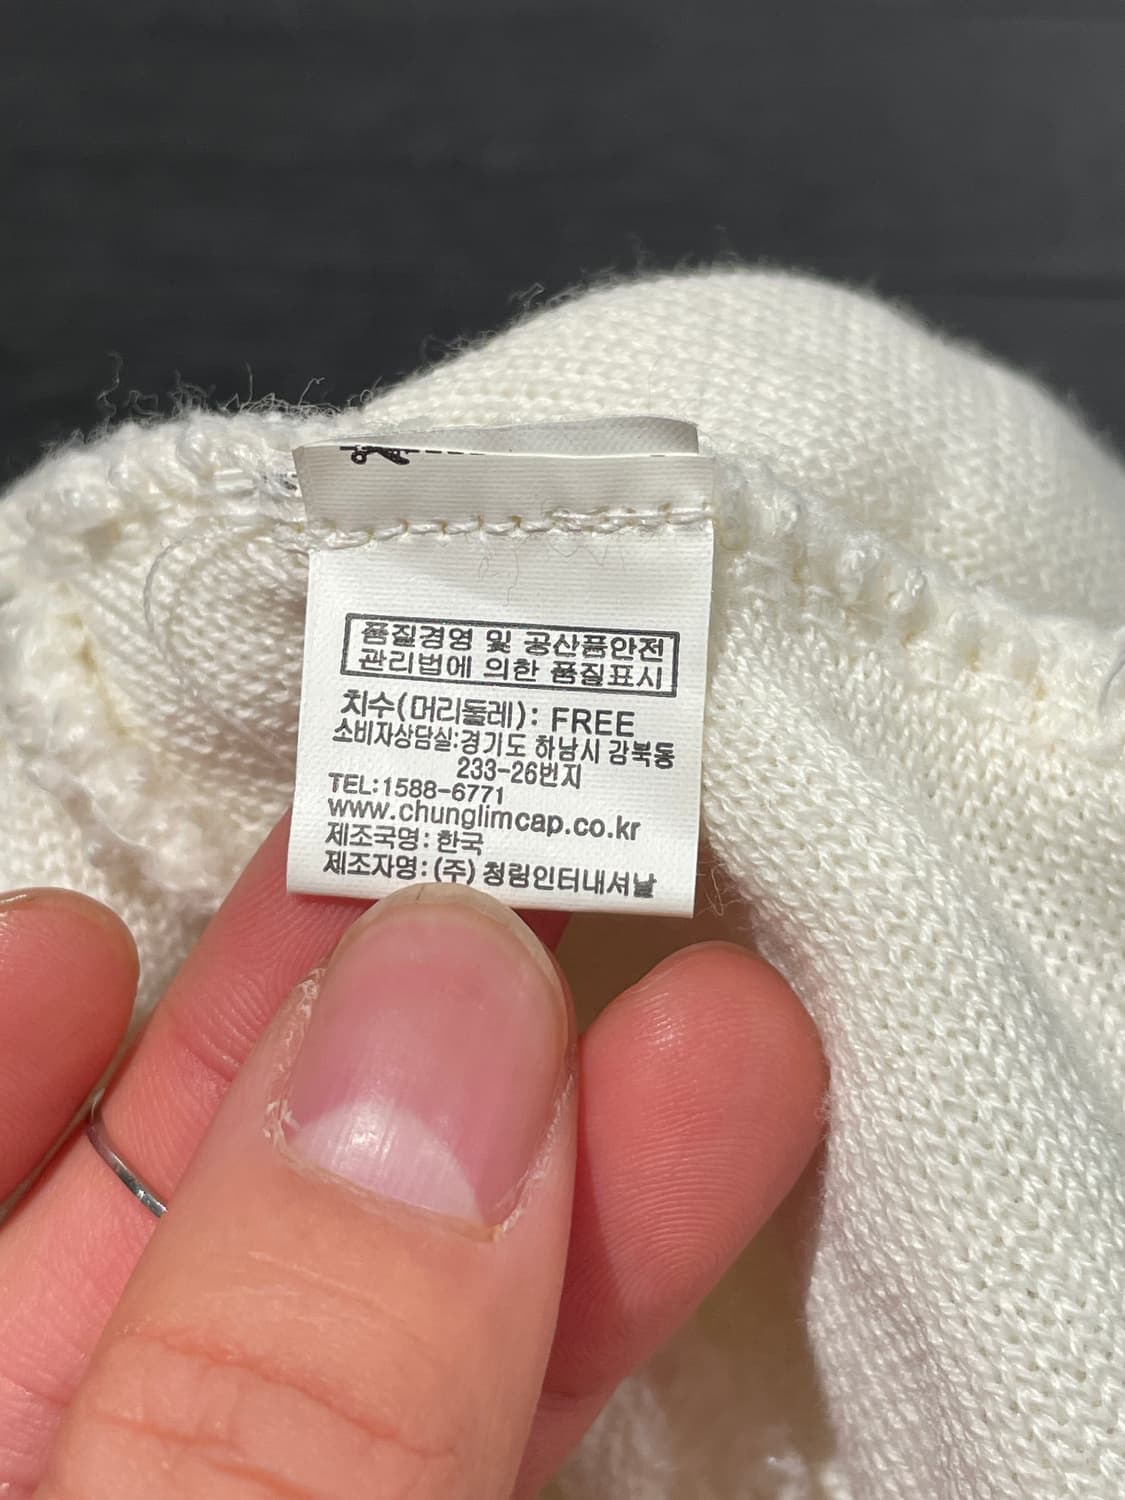 품질경영 및 공산품안전
관리법에 의한 품질표시
치수(머리둘레): FREE
소비자상담실:경기도 하남시 감북동
233-26번지
TEL:1588-6771
www.chunglimcap.co.kr
제조국명: 한국
제조자명: (주) 청림인터내셔날